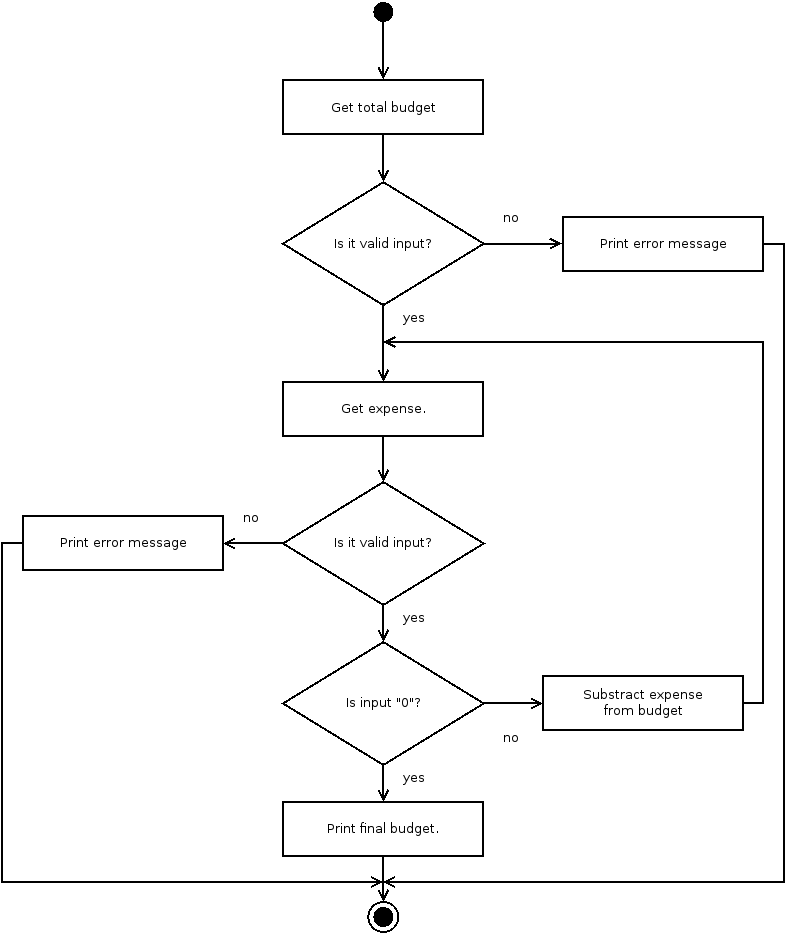 Get total budget
Is it valid input?
no
Print error message
yes
Get expense.
Is it valid input?
no
Print error message
yes
Is input "0"?
no
Substract expense
from budget
yes
Print final budget.